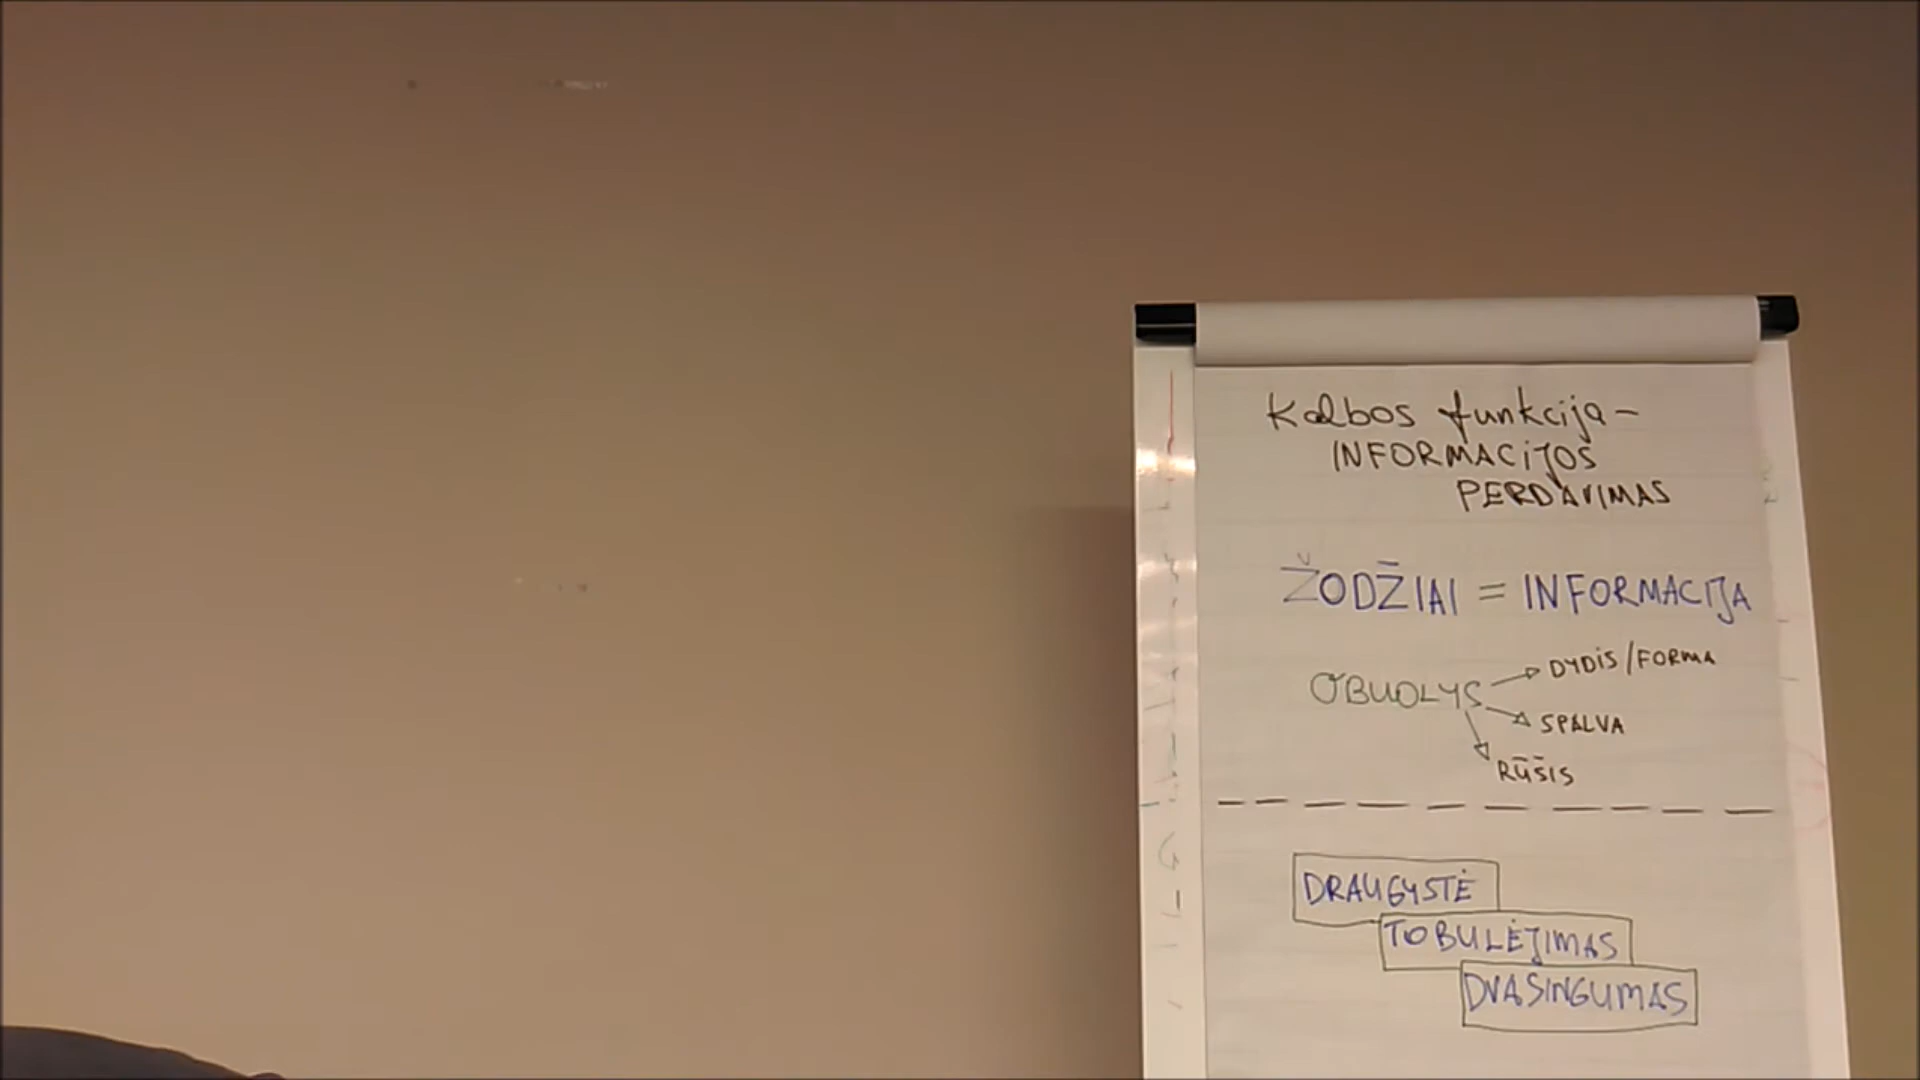 Kalbos funkcija -
INFORMACIJOS
PERDAVIMAS
ŽODŽIAI = INFORMACIJA
OBUOLYS
DYDIS/FORMA
SPALVA
RŪŠIS
DRAUGYSTĖ
TOBULĖJIMAS
DVASINGUMAS